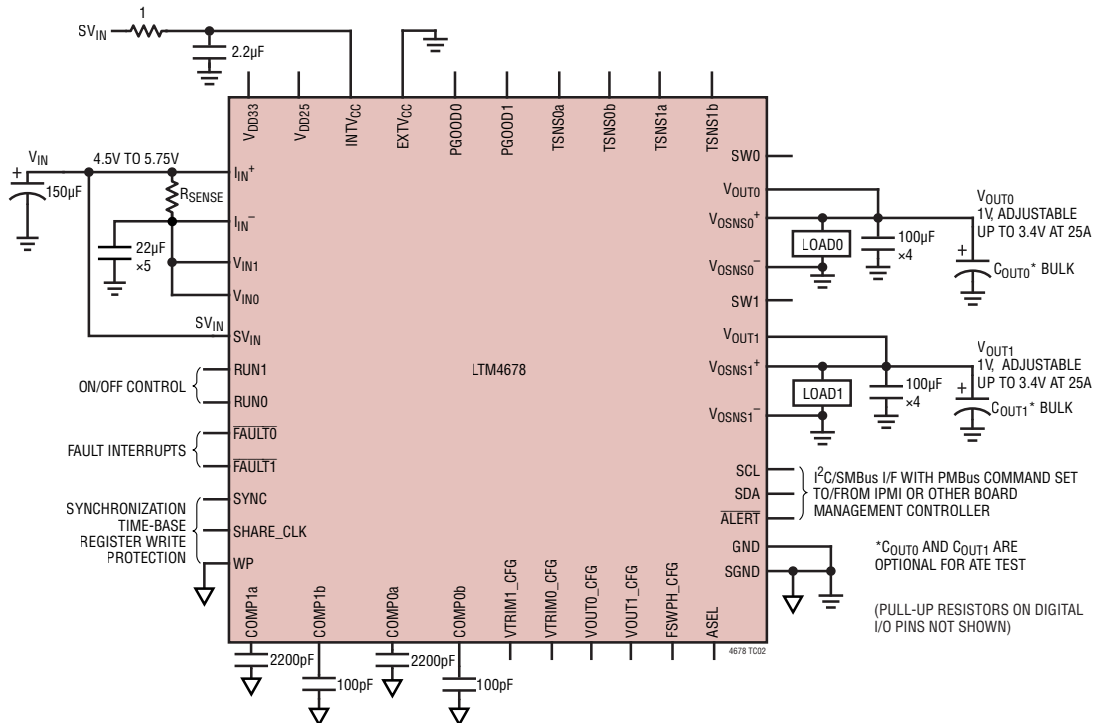 1
SVIN
2.2µF
VDD33
VDD25
INTVCC
EXTVCC
PGOOD0
PGOOD1
TSNS0a
TSNS0b
TSNS1a
TSNS1b
VIN
4.5V TO 5.75V
+
150µF
RSENSE
22µF
×5
SVIN
IIN+
IIN–
VIN1
VIN0
SVIN
RUN1
RUN0
FAULT0
FAULT1
SYNC
SHARE_CLK
WP
ON/OFF CONTROL
FAULT INTERRUPTS
SYNCHRONIZATION
TIME-BASE
REGISTER WRITE
PROTECTION
LTM4678
SW0
VOUT0
VOSNS0+
VOSNS0–
SW1
VOUT1
VOSNS1+
VOSNS1–
SCL
SDA
ALERT
GND
SGND
LOAD0
100µF
×4
+
COUT0* BULK
VOUT0
1V, ADJUSTABLE
UP TO 3.4V AT 25A
LOAD1
100µF
×4
+
COUT1* BULK
VOUT1
1V, ADJUSTABLE
UP TO 3.4V AT 25A
I2C/SMBus I/F WITH PMBus COMMAND SET
TO/FROM IPMI OR OTHER BOARD
MANAGEMENT CONTROLLER
*COUT0 AND COUT1 ARE
OPTIONAL FOR ATE TEST
(PULL-UP RESISTORS ON DIGITAL
I/O PINS NOT SHOWN)
COMP1a
COMP1b
COMP0a
COMP0b
VTRIM1_CFG
VTRIM0_CFG
VOUT0_CFG
VOUT1_CFG
FSWPH_CFG
ASEL
4678 TC02
2200pF
100pF
2200pF
100pF